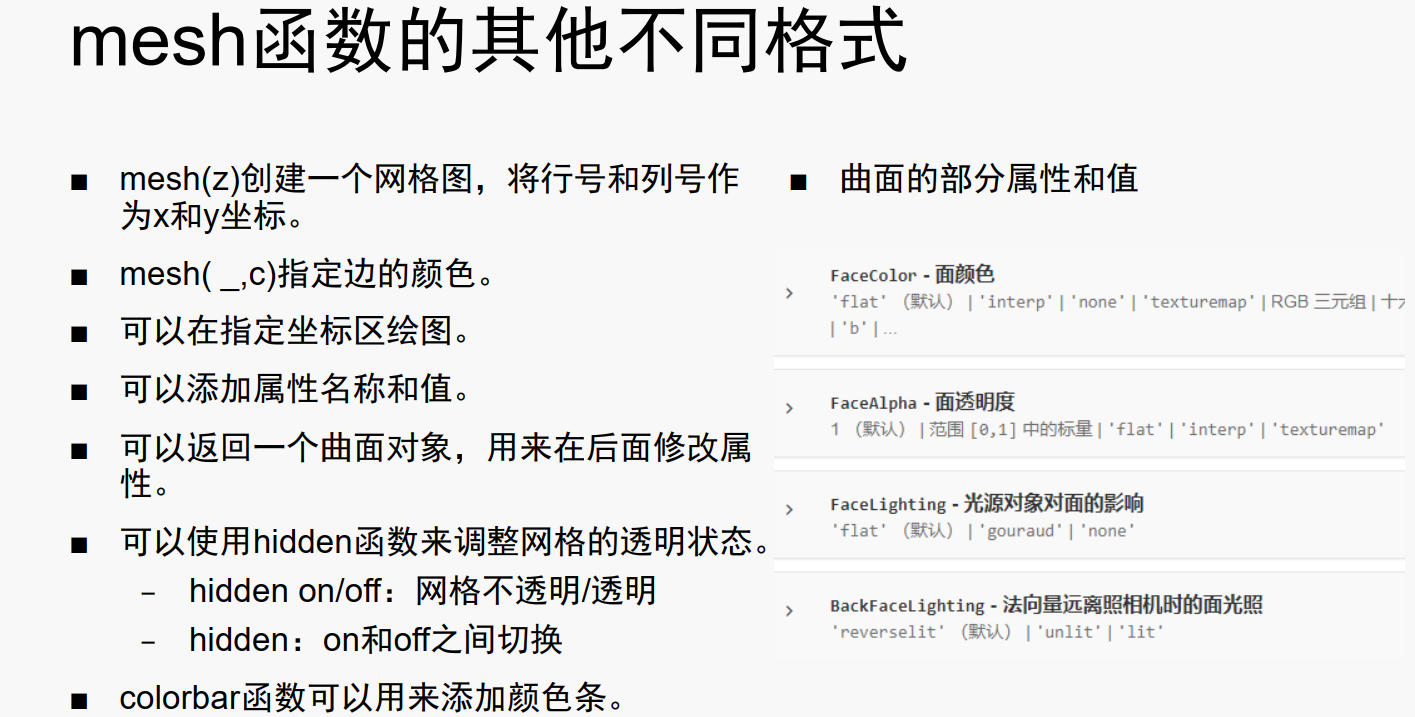 mesh函数的其他不同格式
■ mesh(z)创建一个网格图，将行号和列号作
为x和y坐标。
■ mesh( _,c)指定边的颜色。
■ 可以在指定坐标区绘图。
■ 可以添加属性名称和值。
■ 可以返回一个曲面对象，用来在后面修改属
性。
■ 可以使用hidden函数来调整网格的透明状态。
– hidden on/off：网格不透明/透明
– hidden：on和off之间切换
■ colorbar函数可以用来添加颜色条。
■ 曲面的部分属性和值
FaceColor - 面颜色
'flat' （默认） | 'interp' | 'none' | 'texturemap' | RGB 三元组 | 十
| 'b' | ...
FaceAlpha - 面透明度
1 （默认） | 范围 [0,1] 中的标量 | 'flat' | 'interp' | 'texturemap'
FaceLighting - 光源对象对面的影响
'flat' （默认） | 'gouraud' | 'none'
BackFaceLighting - 法向量远离照相机时的面光照
'reverselit' （默认） | 'unlit' | 'lit'